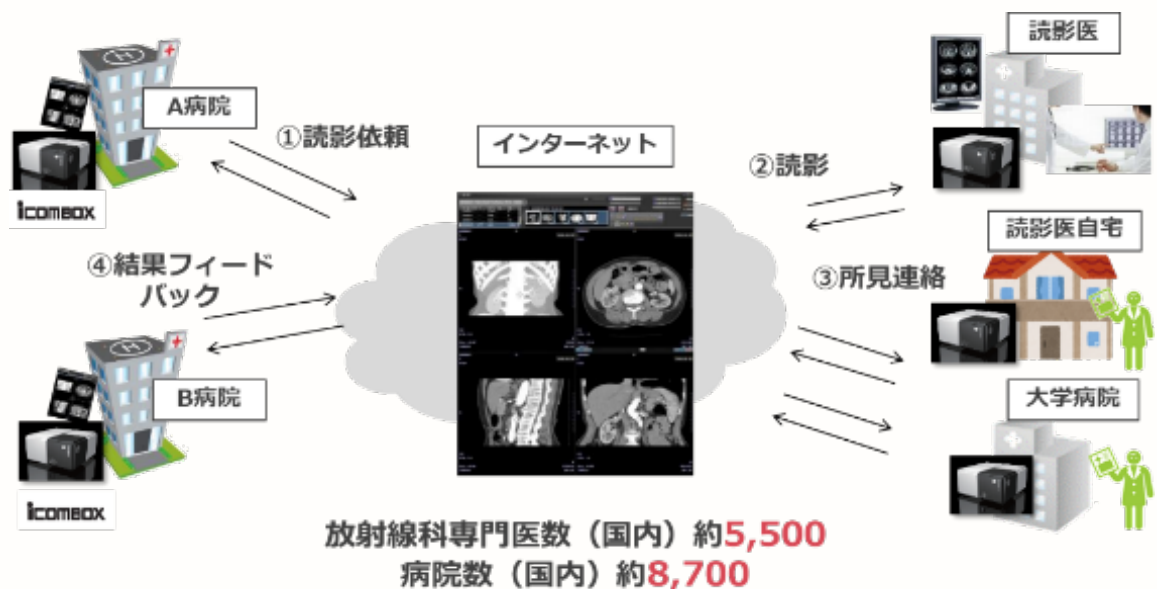 読影医
A病院
①読影依頼
インターネット
②読影
icomBOX
読影医自宅
④結果フィード
バック
③所見連絡
B病院
大学病院
icomBOX
放射線科専門医数（国内）約5,500
病院数（国内）約8,700